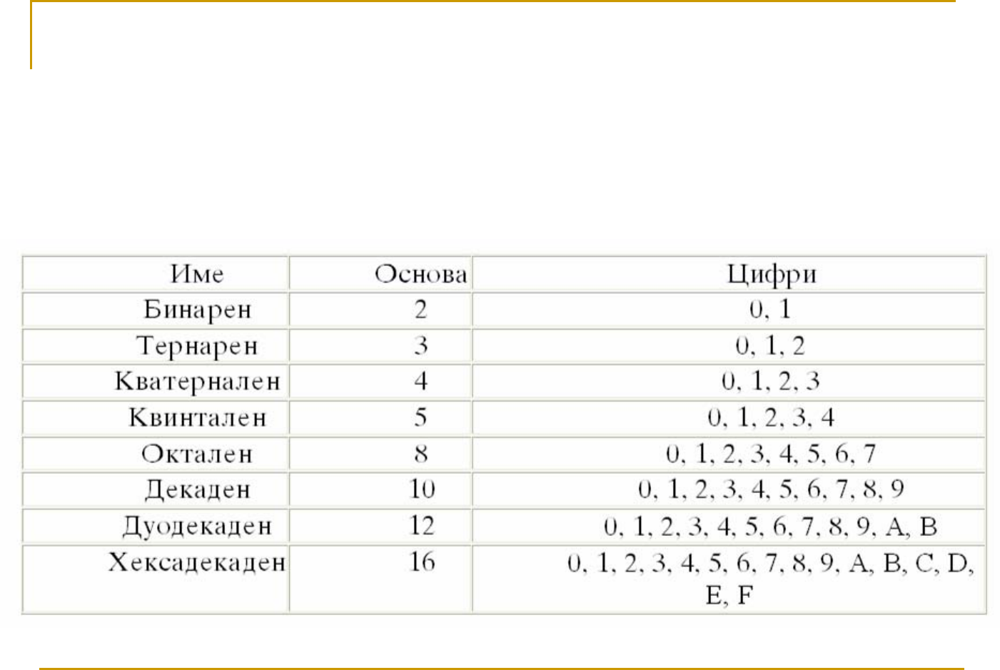 Име Основа Цифри
Бинарен 2 0, 1
Тернарен 3 0, 1, 2
Кватернален 4 0, 1, 2, 3
Квинтален 5 0, 1, 2, 3, 4
Октален 8 0, 1, 2, 3, 4, 5, 6, 7
Декаден 10 0, 1, 2, 3, 4, 5, 6, 7, 8, 9
Дуодекаден 12 0, 1, 2, 3, 4, 5, 6, 7, 8, 9, A, B
Хексадекаден 16 0, 1, 2, 3, 4, 5, 6, 7, 8, 9, A, B, C, D,
E, F